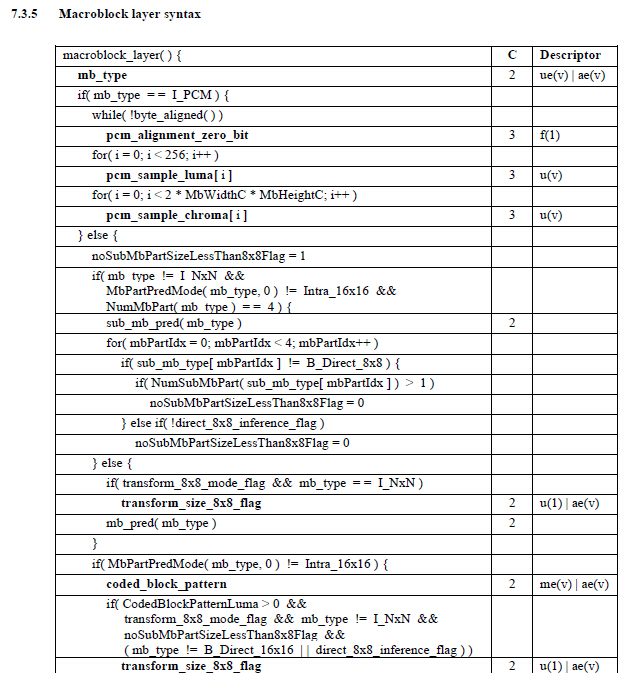 7.3.5 Macroblock layer syntax
macroblock_layer( ) { C Descriptor
mb_type 2 ue(v) | ae(v)
if( mb_type = = I_PCM ) {
while( !byte_aligned( ) )
pcm_alignment_zero_bit 3 f(1)
for( i = 0; i < 256; i++ )
pcm_sample_luma[ i ] 3 u(v)
for( i = 0; i < 2 * MbWidthC * MbHeightC; i++ )
pcm_sample_chroma[ i ] 3 u(v)
} else {
noSubMbPartSizeLessThan8x8Flag = 1
if( mb_type != I_NxN &&
MbPartPredMode( mb_type, 0 ) != Intra_16x16 &&
NumMbPart( mb_type ) = = 4 ) {
sub_mb_pred( mb_type ) 2
for( mbPartIdx = 0; mbPartIdx < 4; mbPartIdx++ )
if( sub_mb_type[ mbPartIdx ] != B_Direct_8x8 ) {
if( NumSubMbPart( sub_mb_type[ mbPartIdx ] ) > 1 )
noSubMbPartSizeLessThan8x8Flag = 0
} else if( !direct_8x8_inference_flag )
noSubMbPartSizeLessThan8x8Flag = 0
} else {
if( transform_8x8_mode_flag && mb_type = = I_NxN )
transform_size_8x8_flag 2 u(1) | ae(v)
mb_pred( mb_type ) 2
}
if( MbPartPredMode( mb_type, 0 ) != Intra_16x16 ) {
coded_block_pattern 2 me(v) | ae(v)
if( CodedBlockPatternLuma > 0 &&
transform_8x8_mode_flag && mb_type != I_NxN &&
noSubMbPartSizeLessThan8x8Flag &&
( mb_type != B_Direct_16x16 | | direct_8x8_inference_flag ) )
transform_size_8x8_flag 2 u(1) | ae(v)